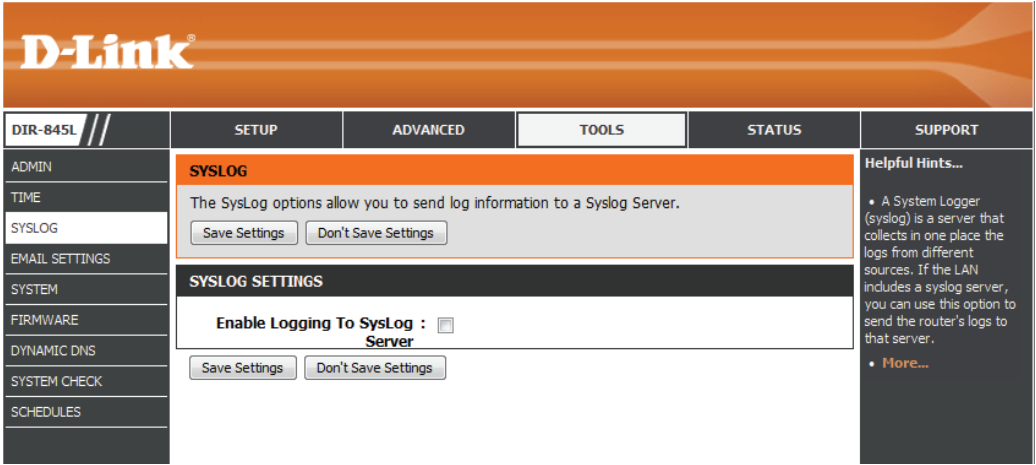 D-Link®
DIR-845L
SETUP
ADVANCED
TOOLS
STATUS
SUPPORT
ADMIN
TIME
SYSLOG
EMAIL SETTINGS
SYSTEM
FIRMWARE
DYNAMIC DNS
SYSTEM CHECK
SCHEDULES
SYSLOG
The SysLog options allow you to send log information to a Syslog Server.
Save Settings
Don't Save Settings
SYSLOG SETTINGS
Enable Logging To SysLog :
Server
Save Settings
Don't Save Settings
Helpful Hints...
• A System Logger
(syslog) is a server that
collects in one place the
logs from different
sources. If the LAN
includes a syslog server,
you can use this option to
send the router's logs to
that server.
• More...